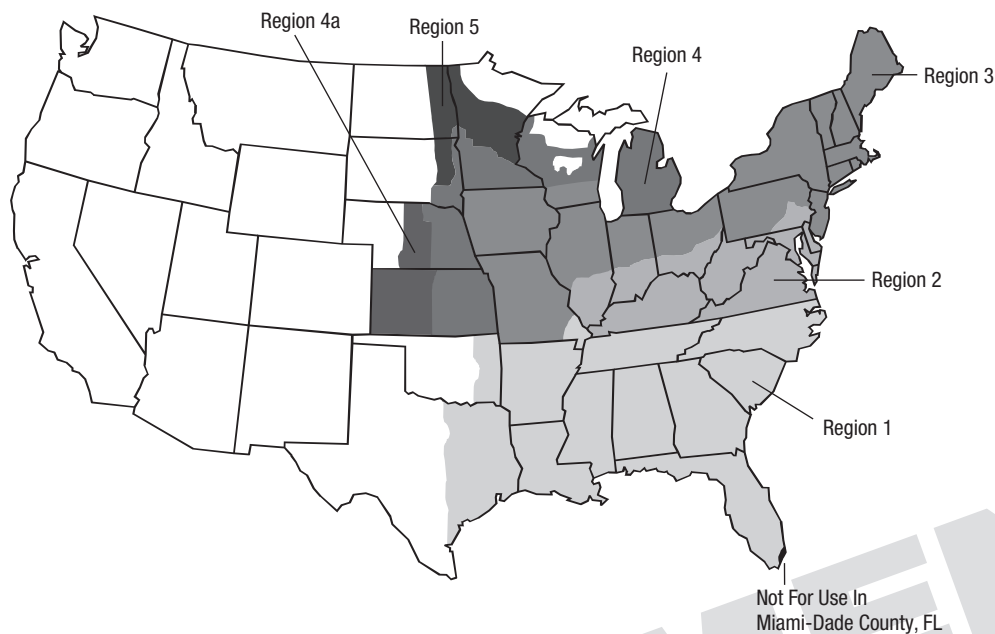 Region 4a
Region 5
Region 4
Region 3
Region 2
Region 1
Not For Use In
Miami-Dade County, FL